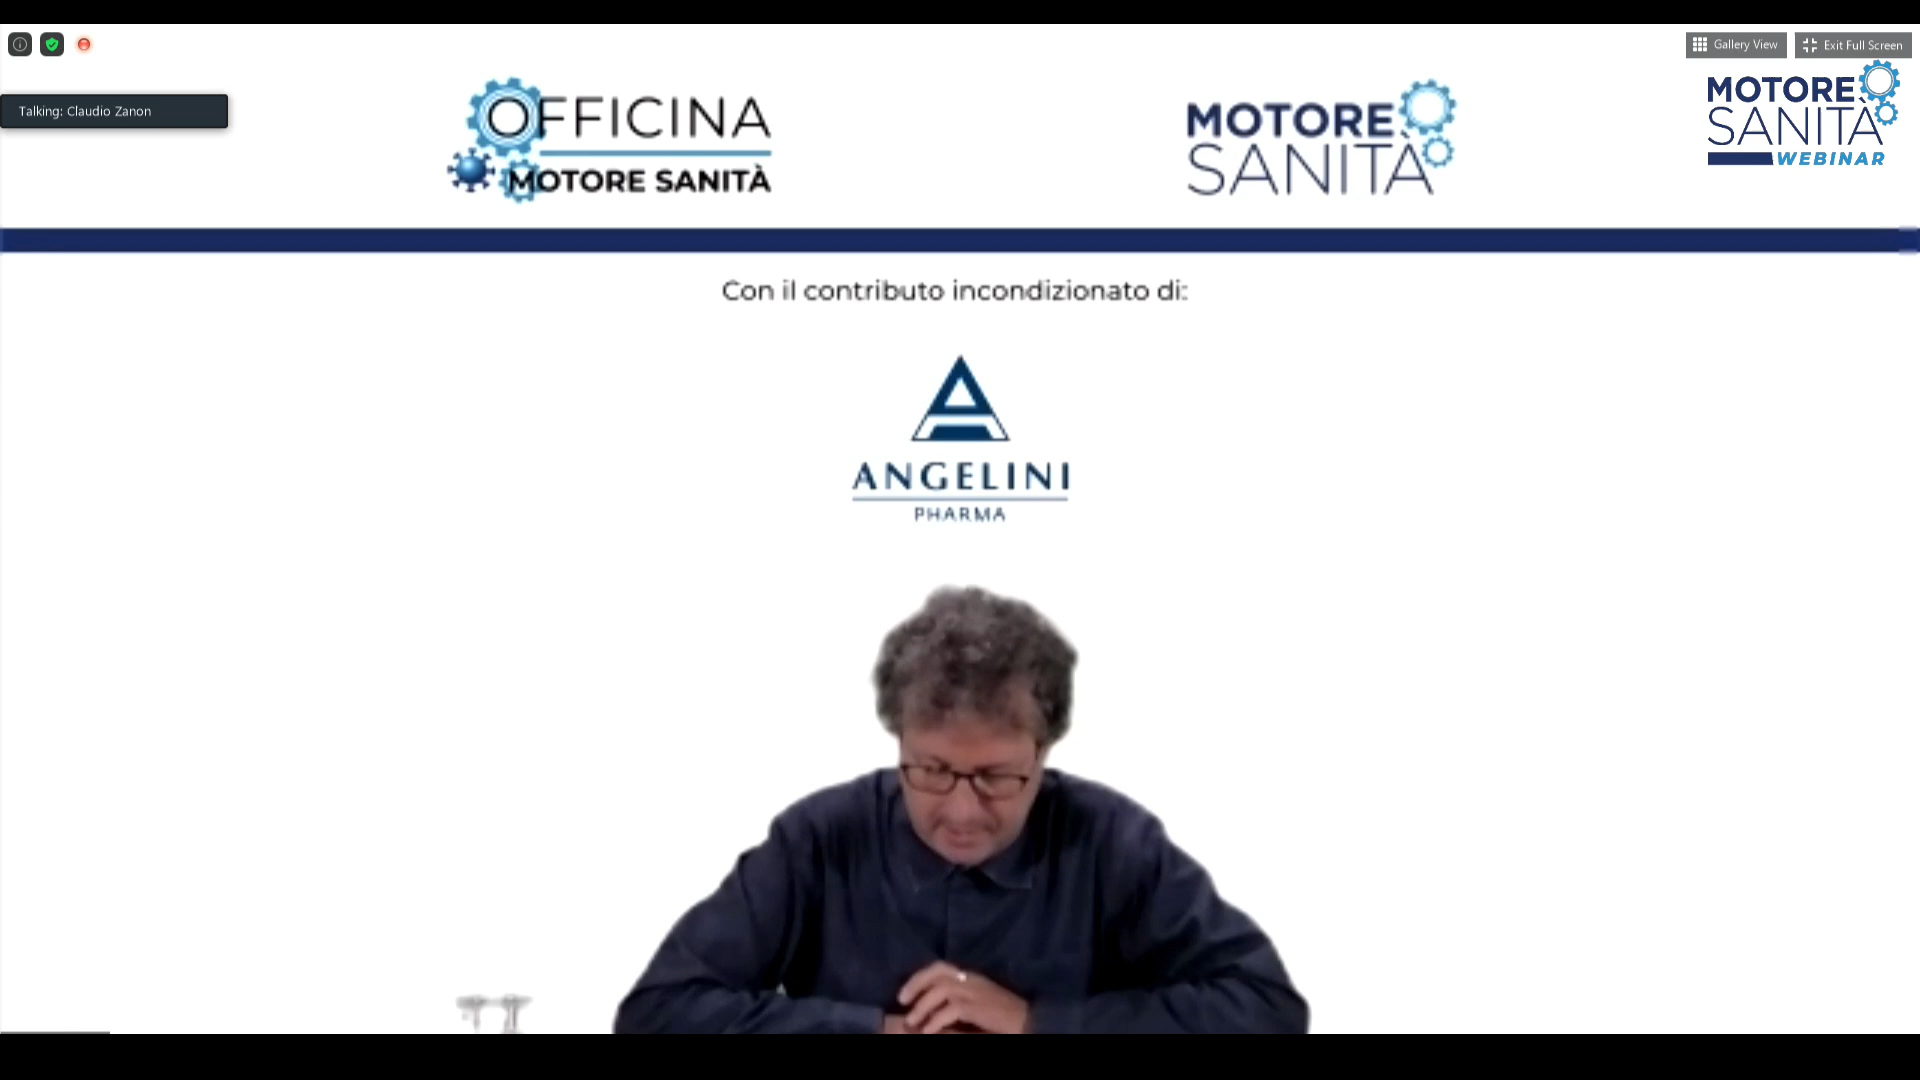 Gallery View
Exit Full Screen
Talking: Claudio Zanon
OFFICINA
MOTORE SANITÀ
MOTORE
SANITÀ
MOTORE
SANITÀ
WEBINAR
Con il contributo incondizionato di:
ANGELINI
PHARMA